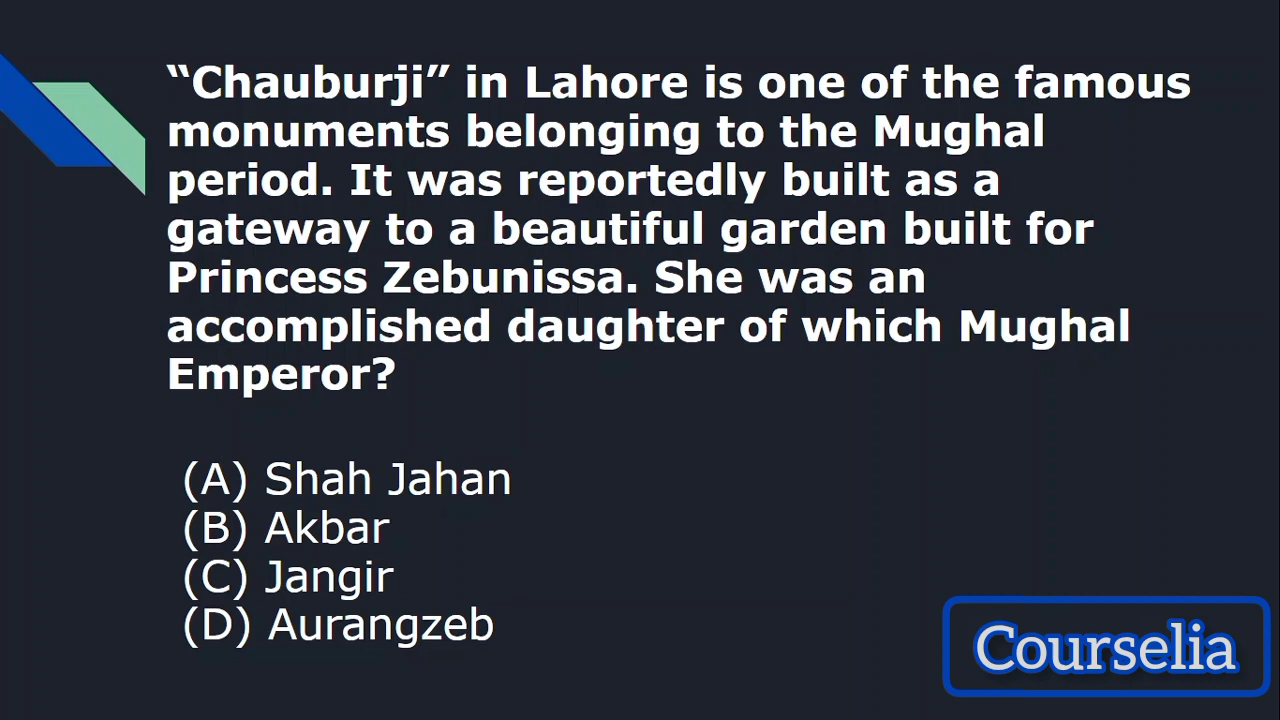 “Chauburji” in Lahore is one of the famous
monuments belonging to the Mughal
period. It was reportedly built as a
gateway to a beautiful garden built for
Princess Zebunissa. She was an
accomplished daughter of which Mughal
Emperor?
(A) Shah Jahan
(B) Akbar
(C) Jangir
(D) Aurangzeb
Courselia